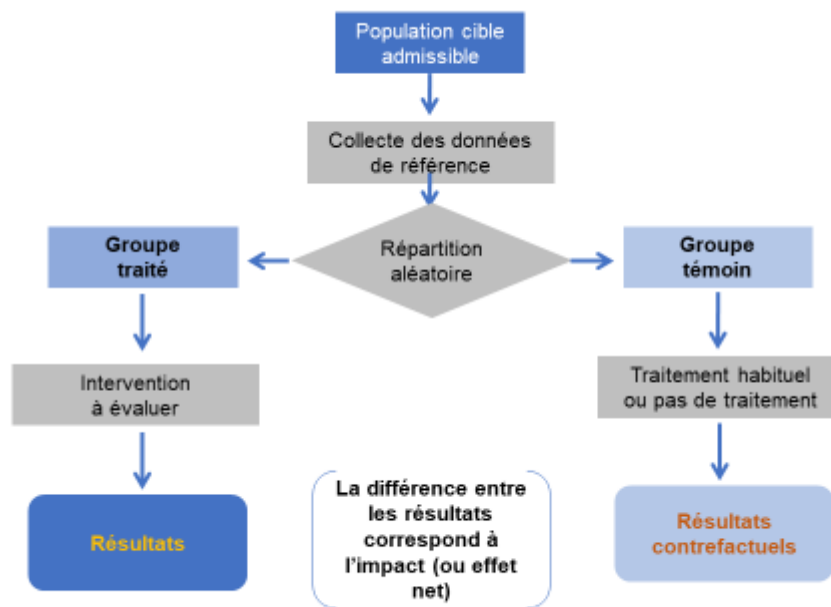 Population cible
admissible
Collecte des données
de référence
Groupe
traité
Répartition
aléatoire
Groupe
témoin
Intervention
à évaluer
Traitement habituel
ou pas de traitement
Résultats
La différence entre
les résultats
correspond à
l'impact (ou effet
net)
Résultats
contrefactuels